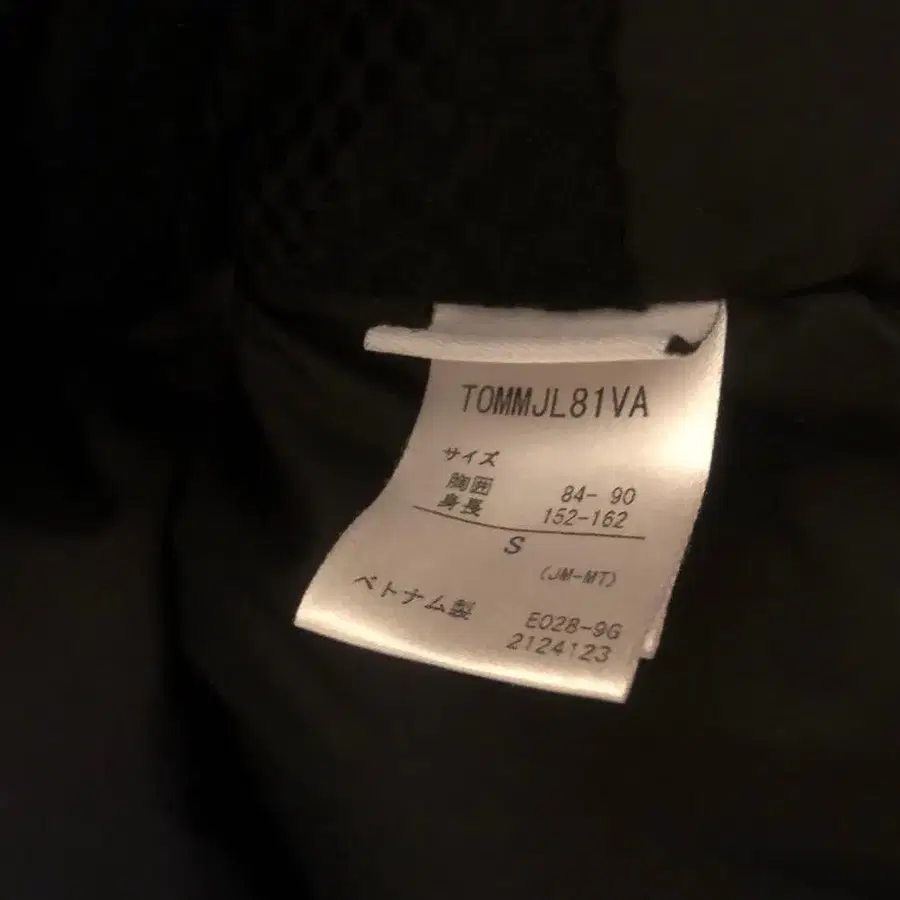 TOMMJL81VA
サイズ
胸囲 84- 90
身長 152-162
S
(JM-MT)
ベトナム製 E028-9G
2124123